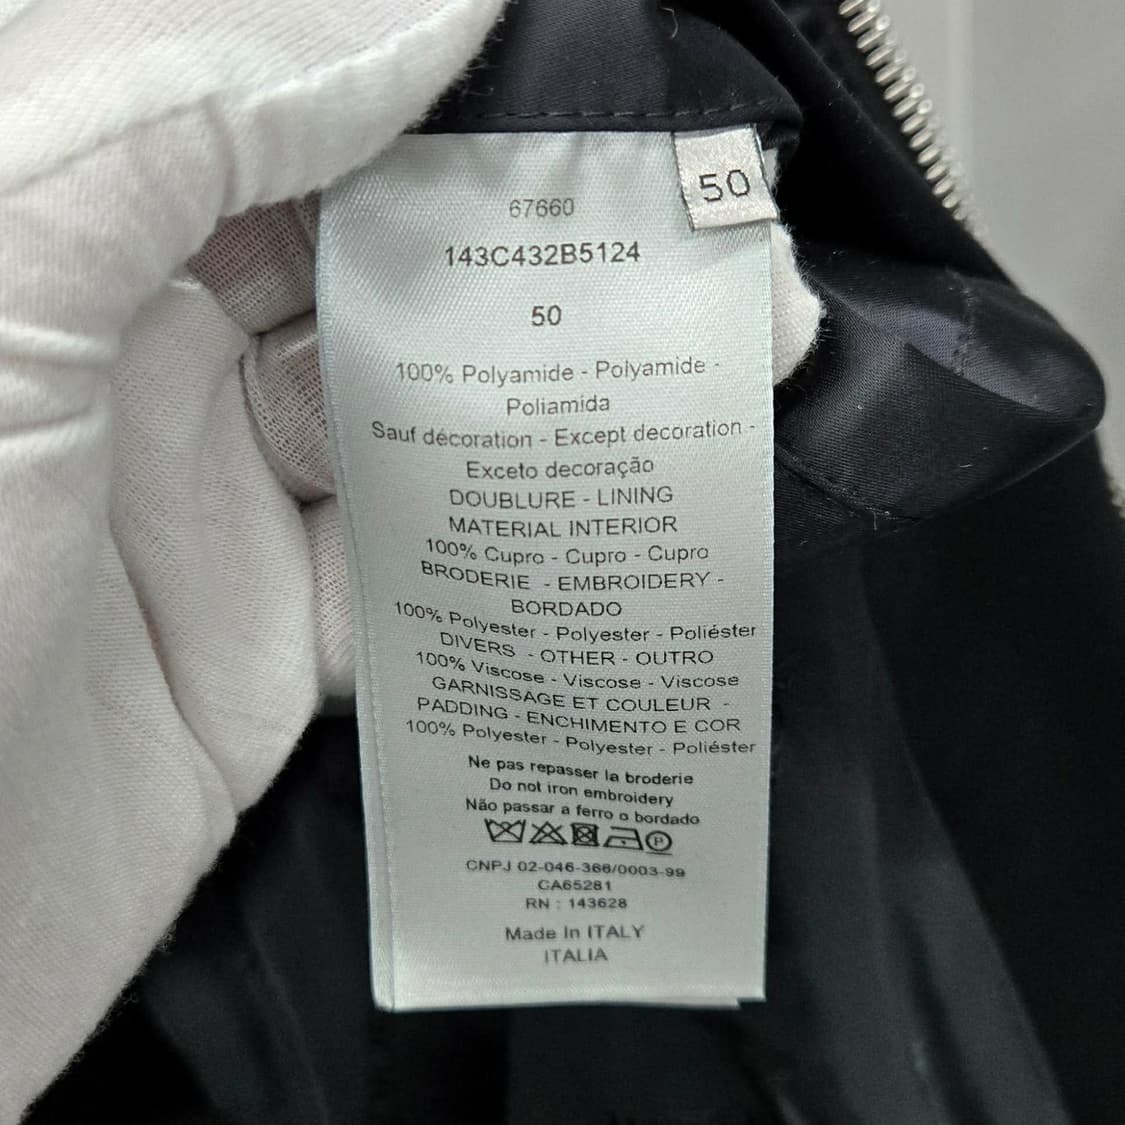 50
67660
143C432B5124
50
100% Polyamide - Polyamide -
Poliamida
Sauf décoration - Except decoration -
Exceto decoração
DOUBLURE - LINING
MATERIAL INTERIOR
100% Cupro - Cupro - Cupro
BRODERIE - EMBROIDERY -
BORDADO
100% Polyester - Polyester - Poliéster
DIVERS - OTHER - OUTRO
100% Viscose - Viscose - Viscose
GARNISSAGE ET COULEUR -
PADDING - ENCHIMENTO E COR
100% Polyester - Polyester - Poliéster
Ne pas repasser la broderie
Do not iron embroidery
Não passar a ferro o bordado
P
CNPJ 02-046-366/0003-99
CA65281
RN : 143628
Made In ITALY
ITALIA